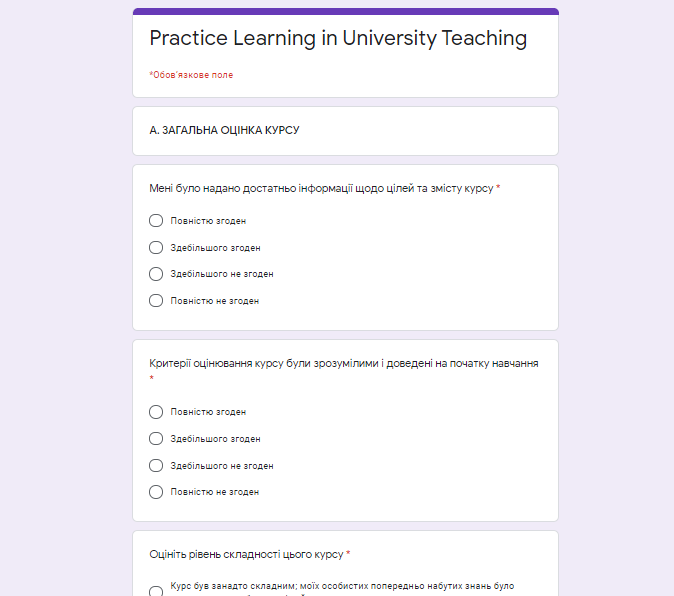 Practice Learning in University Teaching
*Обов'язкове поле
А. ЗАГАЛЬНА ОЦІНКА КУРСУ
Мені було надано достатньо інформації щодо цілей та змісту курсу *
Повністю згоден
Здебільшого згоден
Здебільшого не згоден
Повністю не згоден
Критерії оцінювання курсу були зрозумілими і доведені на початку навчання
*
Повністю згоден
Здебільшого згоден
Здебільшого не згоден
Повністю не згоден
Оцініть рівень складності цього курсу *
Курс був занадто складним; моїх особистих попередньо набутих знань було